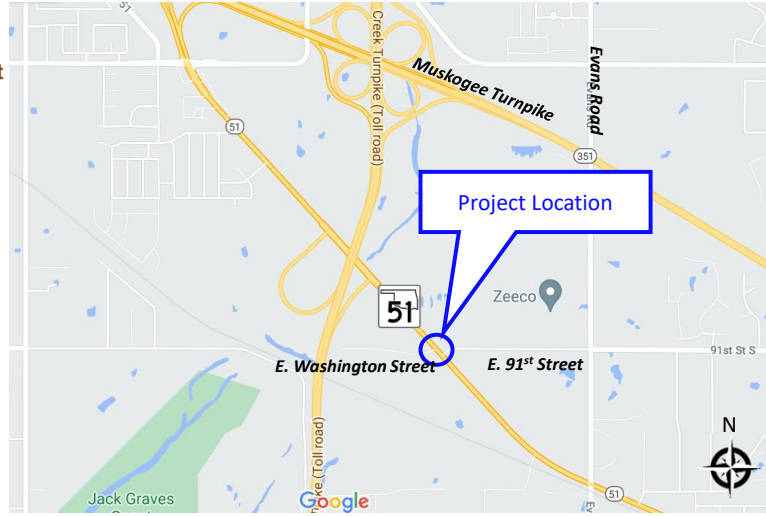 51
t
Creek Turnpike (Toll road)
Muskogee Turnpike
Evans Road
51
351
Project Location
Zeeco
51
E. Washington Street
E. 91st Street
91st St S
N
(Toll road)
Jack Graves
Google
51